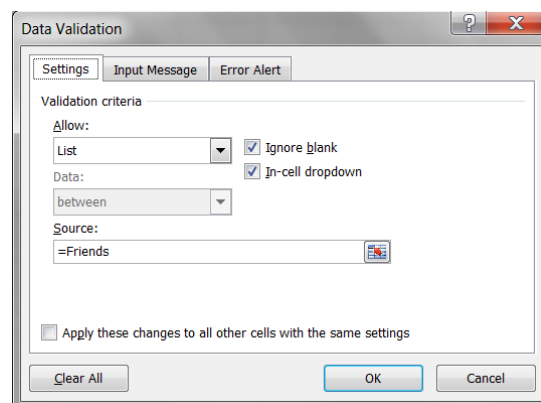 Data Validation
Settings Input Message Error Alert
Validation criteria
Allow:
List Ignore blank
Data: In-cell dropdown
between
Source:
=Friends
Apply these changes to all other cells with the same settings
Clear All OK Cancel